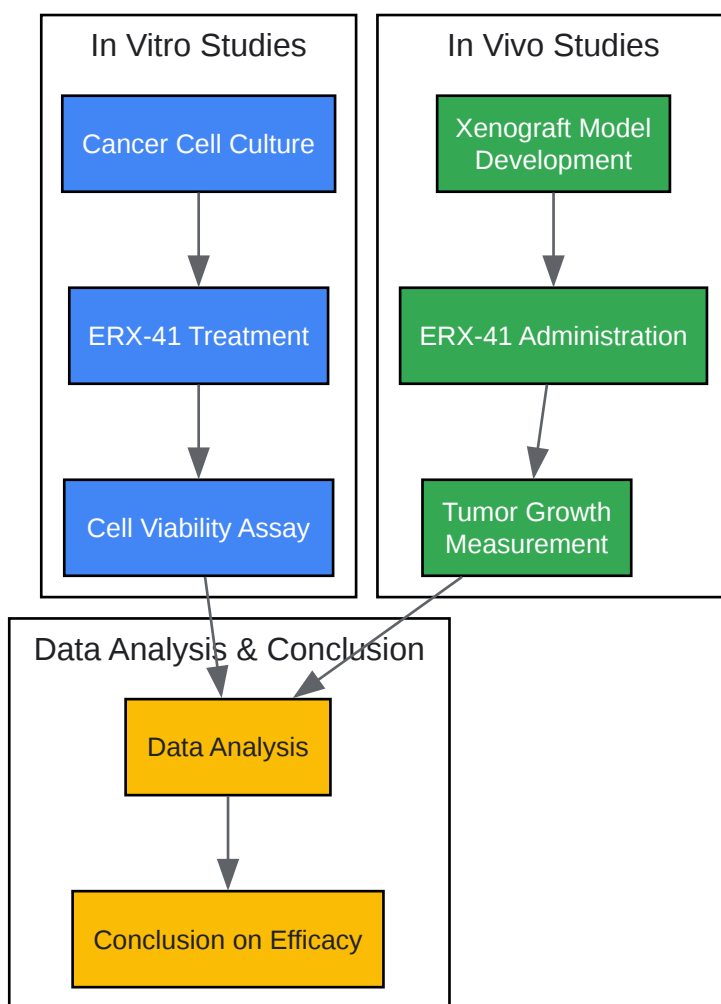 In Vitro Studies
Cancer Cell Culture
ERX-41 Treatment
Cell Viability Assay
In Vivo Studies
Xenograft Model
Development
ERX-41 Administration
Tumor Growth
Measurement
Data Analysis & Conclusion
Data Analysis
Conclusion on Efficacy